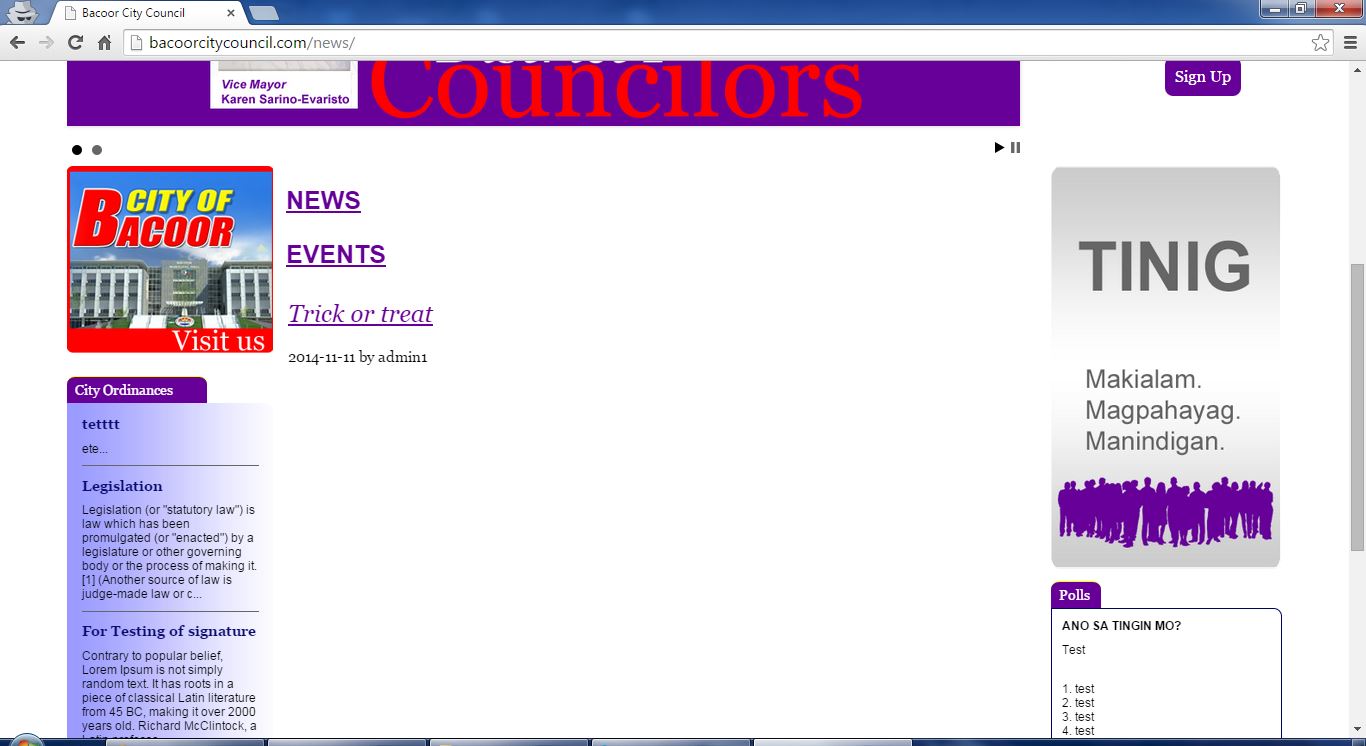 Bacoor City Council
bacoorcitycouncil.com/news/
Vice Mayor
Karen Sarino-Evaristo
Councilors
Sign Up
CITY OF
BACOOR
Visit us
NEWS
EVENTS
Trick or treat
2014-11-11 by admin1
City Ordinances
tetttt
ete...
Legislation
Legislation (or "statutory law") is
law which has been
promulgated (or "enacted") by a
legislature or other governing
body or the process of making it.
[1] (Another source of law is
judge-made law or c...
For Testing of signature
Contrary to popular belief,
Lorem Ipsum is not simply
random text. It has roots in a
piece of classical Latin literature
from 45 BC, making it over 2000
years old. Richard McClintock, a
TINIG
Makialam.
Magpahayag.
Manindigan.
Polls
ANO SA TINGIN MO?
Test
1. test
2. test
3. test
4. test